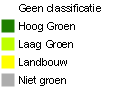 Geen classificatie
Hoog Groen
Laag Groen
Landbouw
Niet groen